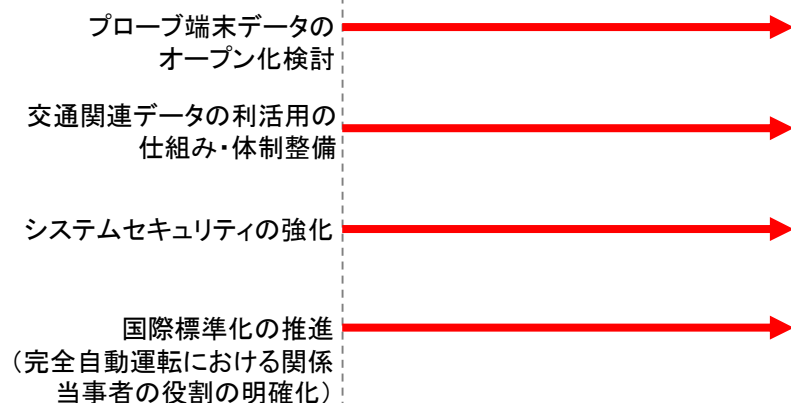 プローブ端末データの
オープン化検討
交通関連データの利活用の
仕組み・体制整備
システムセキュリティの強化
国際標準化の推進
（完全自動運転における関係
当事者の役割の明確化）